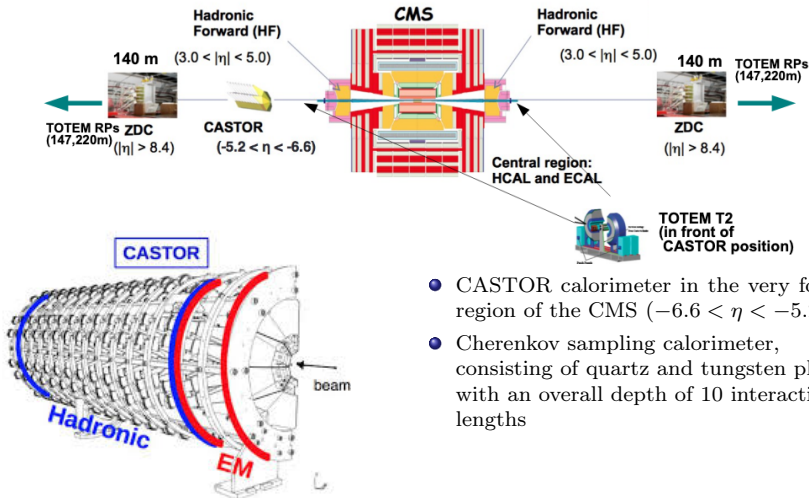 Hadronic
Forward (HF)
CMS
Hadronic
Forward (HF)
140 m
(3.0 < |η| < 5.0)
(3.0 < |η| < 5.0)
140 m
TOTEM RPs
(147,220m)
TOTEM RPs
(147,220m)
ZDC
(|η| > 8.4)
CASTOR
(-5.2 < η < -6.6)
ZDC
(|η| > 8.4)
Central region:
HCAL and ECAL
TOTEM T2
(in front of
CASTOR position)
CASTOR
beam
Hadronic
EM
CASTOR calorimeter in the very
region of the CMS (−6.6 < η < −5.
Cherenkov sampling calorimeter,
consisting of quartz and tungsten
with an overall depth of 10
lengths